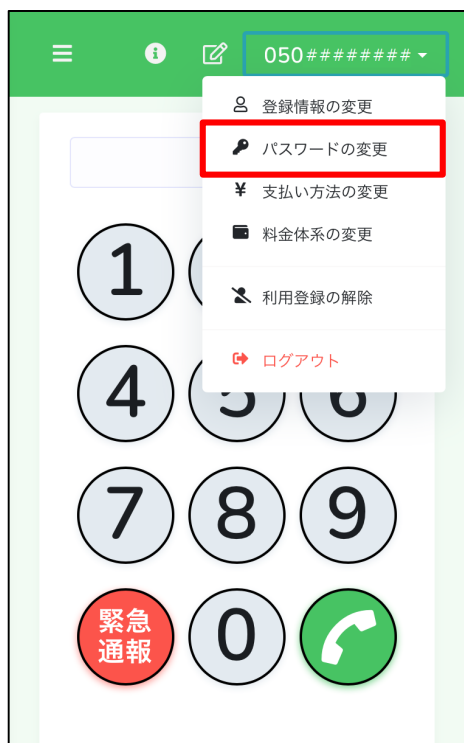 050########
登録情報の変更
パスワードの変更
¥ 支払い方法の変更
料金体系の変更
利用登録の解除
ログアウト
1
4 5 6
7 8 9
緊急
通報
0